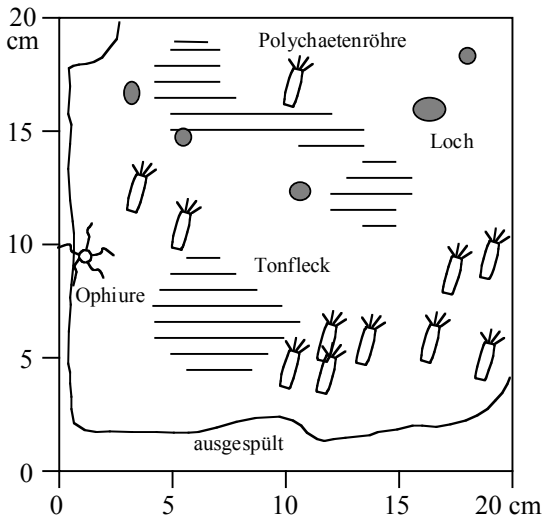 20
cm
Polychaetenröhre
15
Loch
10
Tonfleck
Ophiure
5
ausgespült
0
0
5
10
15
20 cm